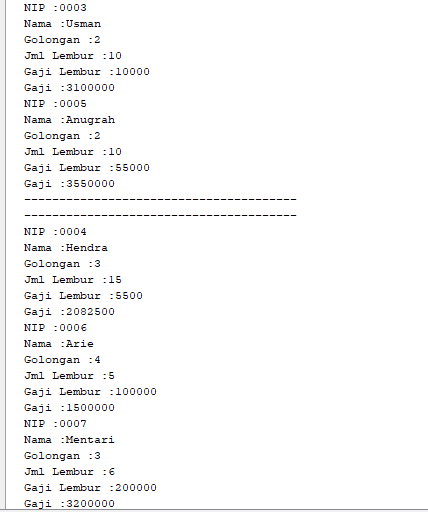 NIP :0003
Nama :Usman
Golongan :2
Jml Lembur :10
Gaji Lembur :10000
Gaji :3100000
NIP :0005
Nama :Anugrah
Golongan :2
Jml Lembur :10
Gaji Lembur :55000
Gaji :3550000
---------------------------------------
---------------------------------------
NIP :0004
Nama :Hendra
Golongan :3
Jml Lembur :15
Gaji Lembur :5500
Gaji :2082500
NIP :0006
Nama :Arie
Golongan :4
Jml Lembur :5
Gaji Lembur :100000
Gaji :1500000
NIP :0007
Nama :Mentari
Golongan :3
Jml Lembur :6
Gaji Lembur :200000
Gaji :3200000